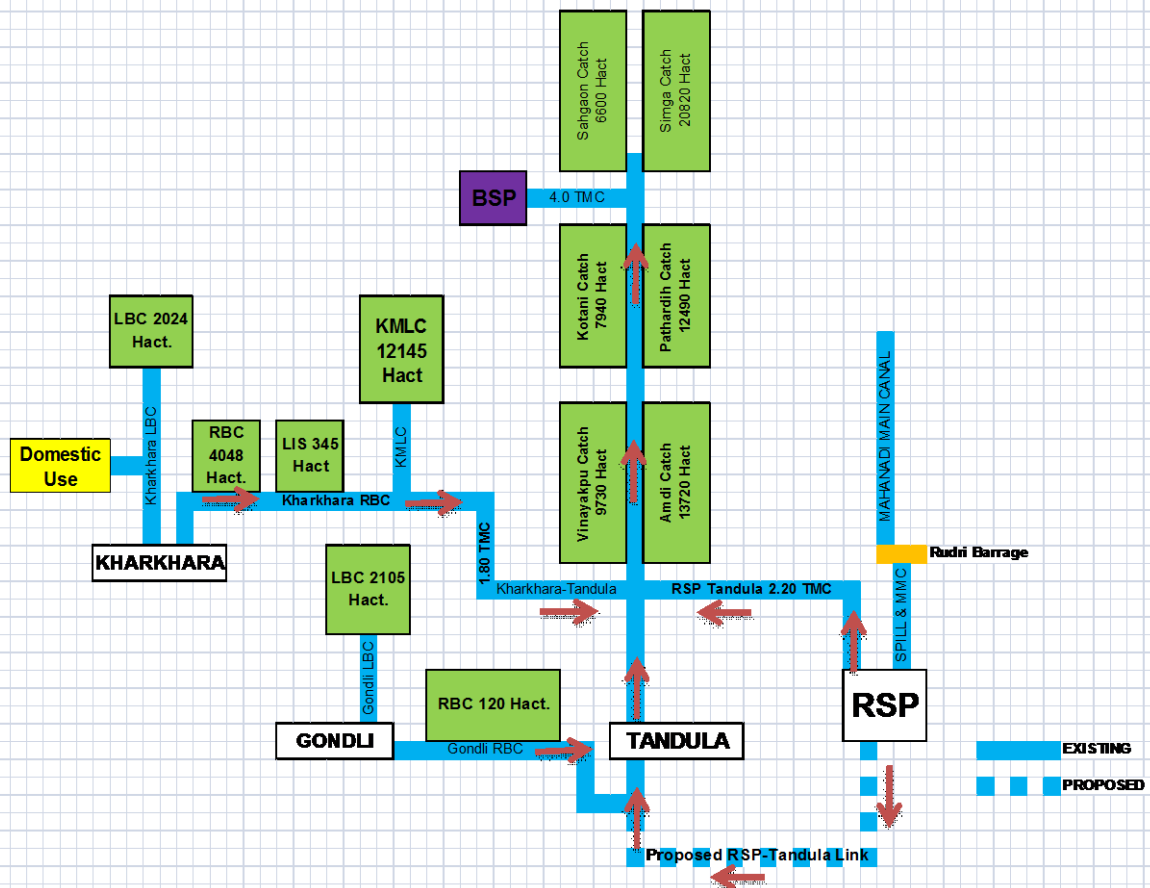 Sahgaon Catch
6600 Hact
Simga Catch
20820 Hact
BSP
4.0 TMC
Kotani Catch
7940 Hact
Pathardih Catch
12490 Hact
LBC 2024
Hact.
KMLC
12145
Hact
MAHANADI MAIN CANAL
Kharkhara LBC
RBC
4048
Hact.
LIS 345
Hact
KMLC
Vinayakpu Catch
9730 Hact
Amdi Catch
13720 Hact
Domestic
Use
Kharkhara RBC
KHARKHARA
Rudri Barrage
1.80 TMC
LBC 2105
Hact.
Kharkhara-Tandula
RSP Tandula 2.20 TMC
SPILL & MMC
Gondli LBC
RBC 120 Hact.
RSP
GONDLI
Gondli RBC
TANDULA
EXISTING
PROPOSED
Proposed RSP-Tandula Link